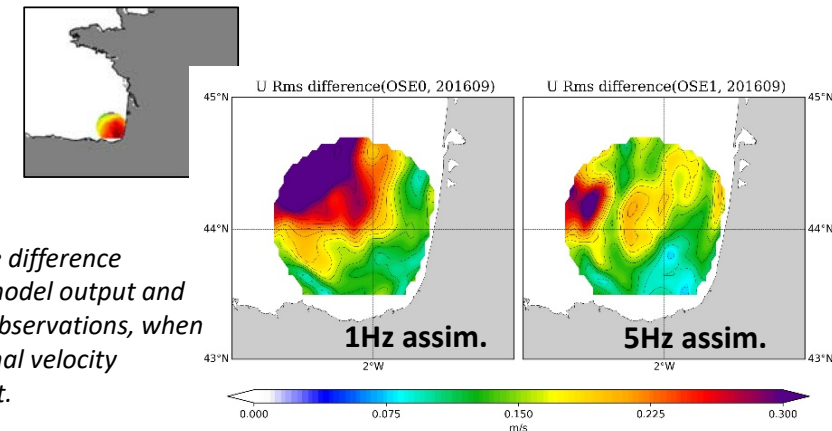 U Rms difference(OSE0, 201609)
U Rms difference(OSE1, 201609)
45°N
45°N
44°N
44°N
43°N
43°N
2°W
2°W
1Hz assim.
5Hz assim.
difference
model output and
observations, when
velocity
0.000
0.075
0.150
0.225
0.300
m/s